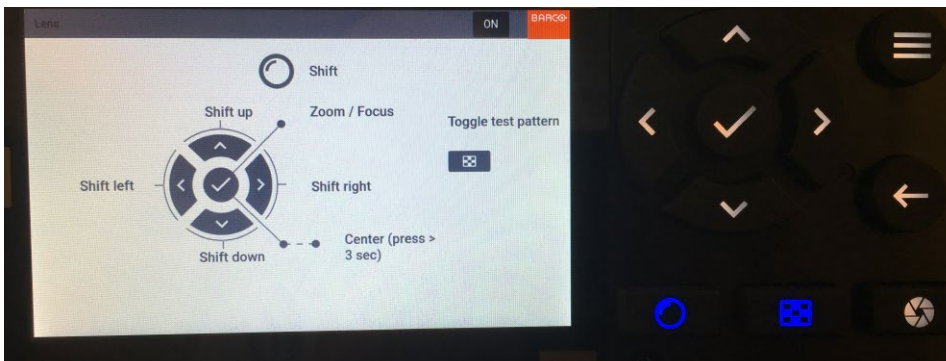 Lens
ON
BARCO
Shift
Shift up
Zoom / Focus
Toggle test pattern
Shift left
Shift right
Center (press >
3 sec)
Shift down